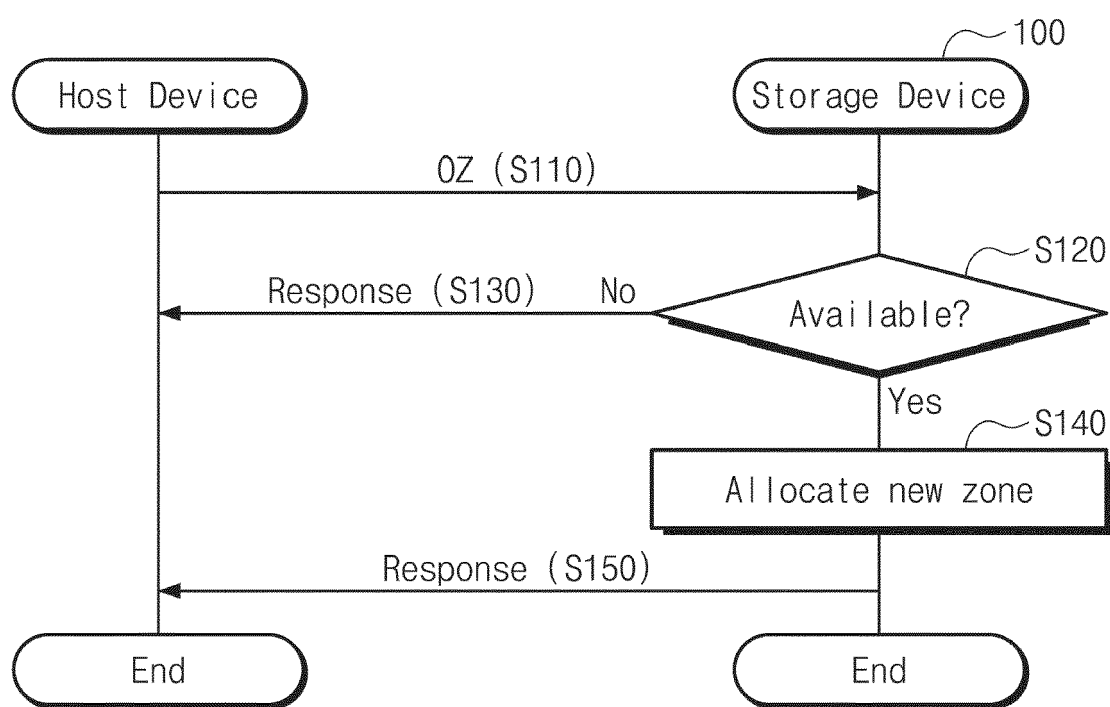 100
Host Device
Storage Device
OZ (S110)
S120
Response (S130)
No
Available?
Yes
S140
Allocate new zone
Response (S150)
End
End